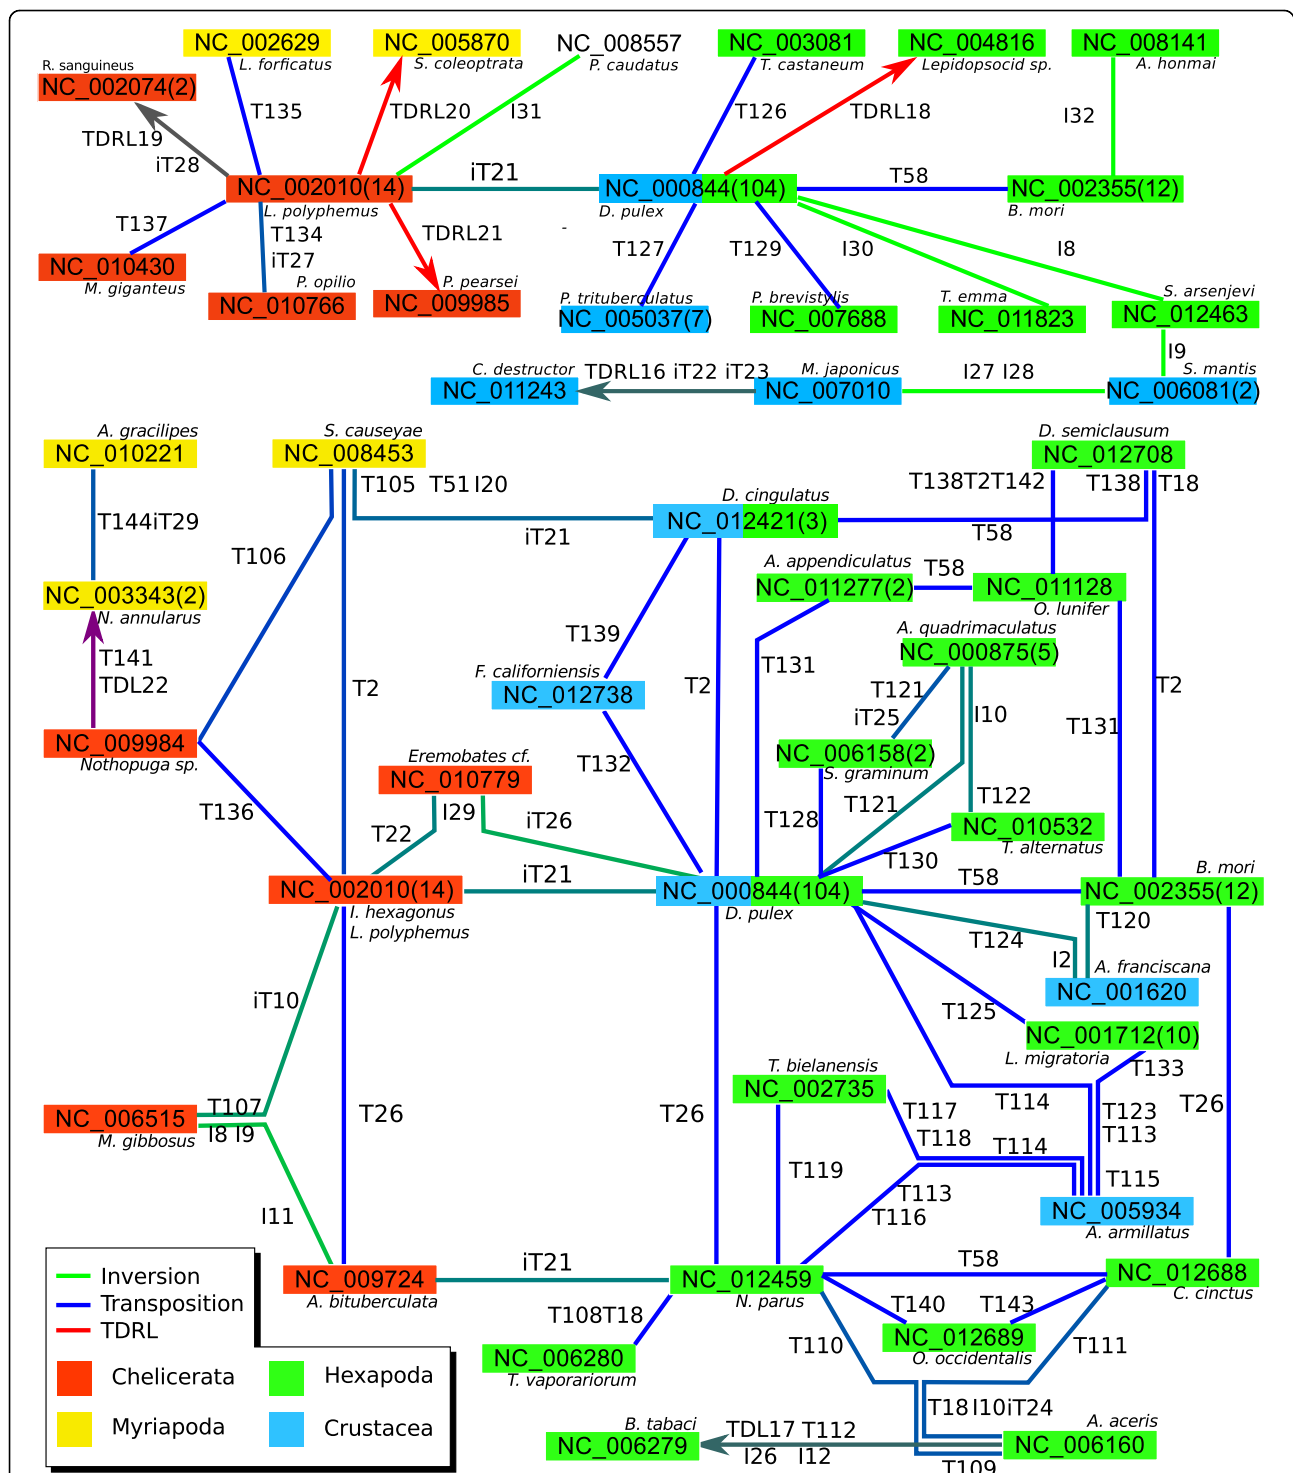 NC_002629
NC_005870
NC_008557
NC_003081
NC_004816
NC_008141
L. forficatus
S. coleoptrata
P. caudatus
T. castaneum
Lepidopsocid sp.
A. honmai
R. sanguineus
NC_002074(2)
T135
TDRL20
I31
T126
TDRL18
I32
TDRL19
iT28
NC_002010(14)
iT21
NC_000844(104)
T58
NC_002355(12)
L. polyphemus
D. pulex
B. mori
T137
T134
iT27
TDRL21
-
T127
T129
I30
I8
NC_010430
M. giganteus
P. opilio
NC_010766
P. pearsei
NC_009985
P. trituberculatus
NC_005037(7)
P. brevistylis
NC_007688
T. emma
NC_011823
S. arsenjevi
NC_012463
I9
C. destructor
NC_011243
TDRL16 iT22 iT23
M. japonicus
NC_007010
I27 I28
S. mantis
NC_006081(2)
A. gracilipes
NC_010221
S. causeyae
NC_008453
D. semiclausum
NC_012708
T105 T51 I20
T138T2T142
T138
T18
D. cingulatus
NC_012421(3)
iT21
T58
T144iT29
T106
A. appendiculatus
NC_011277(2)
T58
NC_011128
O. lunifer
NC_003343(2)
N. annularus
T139
T131
A. quadrimaculatus
NC_000875(5)
T141
TDL22
T2
F. californiensis
NC_012738
T2
T121
iT25
I10
T131
T2
NC_009984
Nothopuga sp.
Eremobates cf.
NC_010779
T132
NC_006158(2)
S. graminum
T136
T22
I29
iT26
T128
T121
T122
NC_010532
T. alternatus
T130
NC_002010(14)
I. hexagonus
L. polyphemus
iT21
NC_000844(104)
D. pulex
T58
B. mori
NC_002355(12)
T124
T120
I2
A. franciscana
NC_001620
iT10
T125
NC_001712(10)
L. migratoria
T133
T. bielanensis
NC_002735
NC_006515
M. gibbosus
T107
I8 I9
T26
T26
T117
T118
T114
T114
T123
T113
T26
T119
T113
T116
T115
NC_005934
A. armillatus
I11
NC_009724
A. bituberculata
iT21
NC_012459
N. parus
T58
NC_012688
C. cinctus
Inversion
Transposition
TDRL
Chelicerata
Hexapoda
Myriapoda
Crustacea
T108T18
NC_006280
T. vaporariorum
T140
T143
NC_012689
O. occidentalis
T110
T111
T18 I10iT24
B. tabaci
NC_006279
TDL17 T112
I26 I12
A. aceris
NC_006160
T109